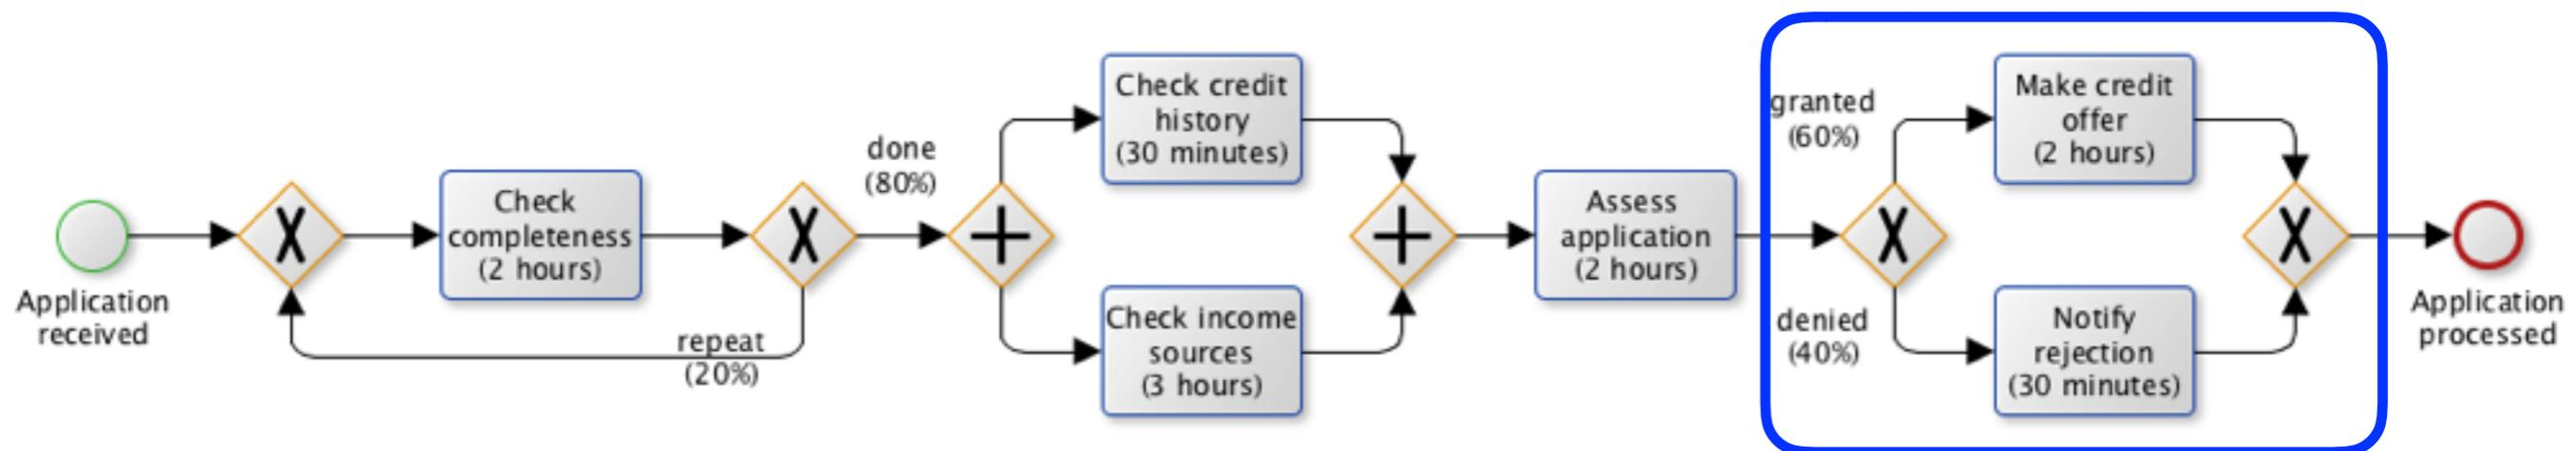 Application
received
Check
completeness
(2 hours)
repeat
(20%)
done
(80%)
Check credit
history
(30 minutes)
Check income
sources
(3 hours)
Assess
application
(2 hours)
granted
(60%)
denied
(40%)
Make credit
offer
(2 hours)
Notify
rejection
(30 minutes)
Application
processed